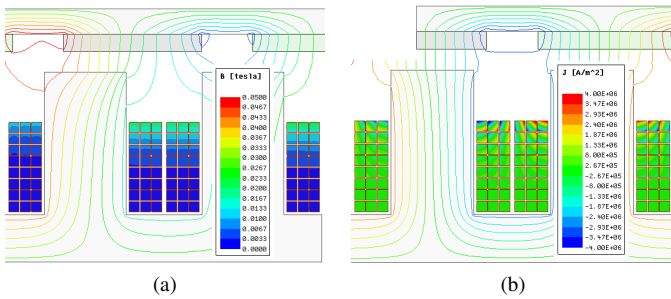 B [tesla]
0.0500
0.0467
0.0433
0.0400
0.0367
0.0333
0.0300
0.0267
0.0233
0.0200
0.0167
0.0133
0.0100
0.0067
0.0033
0.0000
(a)
J [A/m^2]
4.00E+06
3.47E+06
2.93E+06
2.40E+06
1.87E+06
1.33E+06
8.00E+05
2.67E+05
-2.67E+05
-8.00E+05
-1.33E+06
-1.87E+06
-2.40E+06
-2.93E+06
-3.47E+06
-4.00E+06
(b)